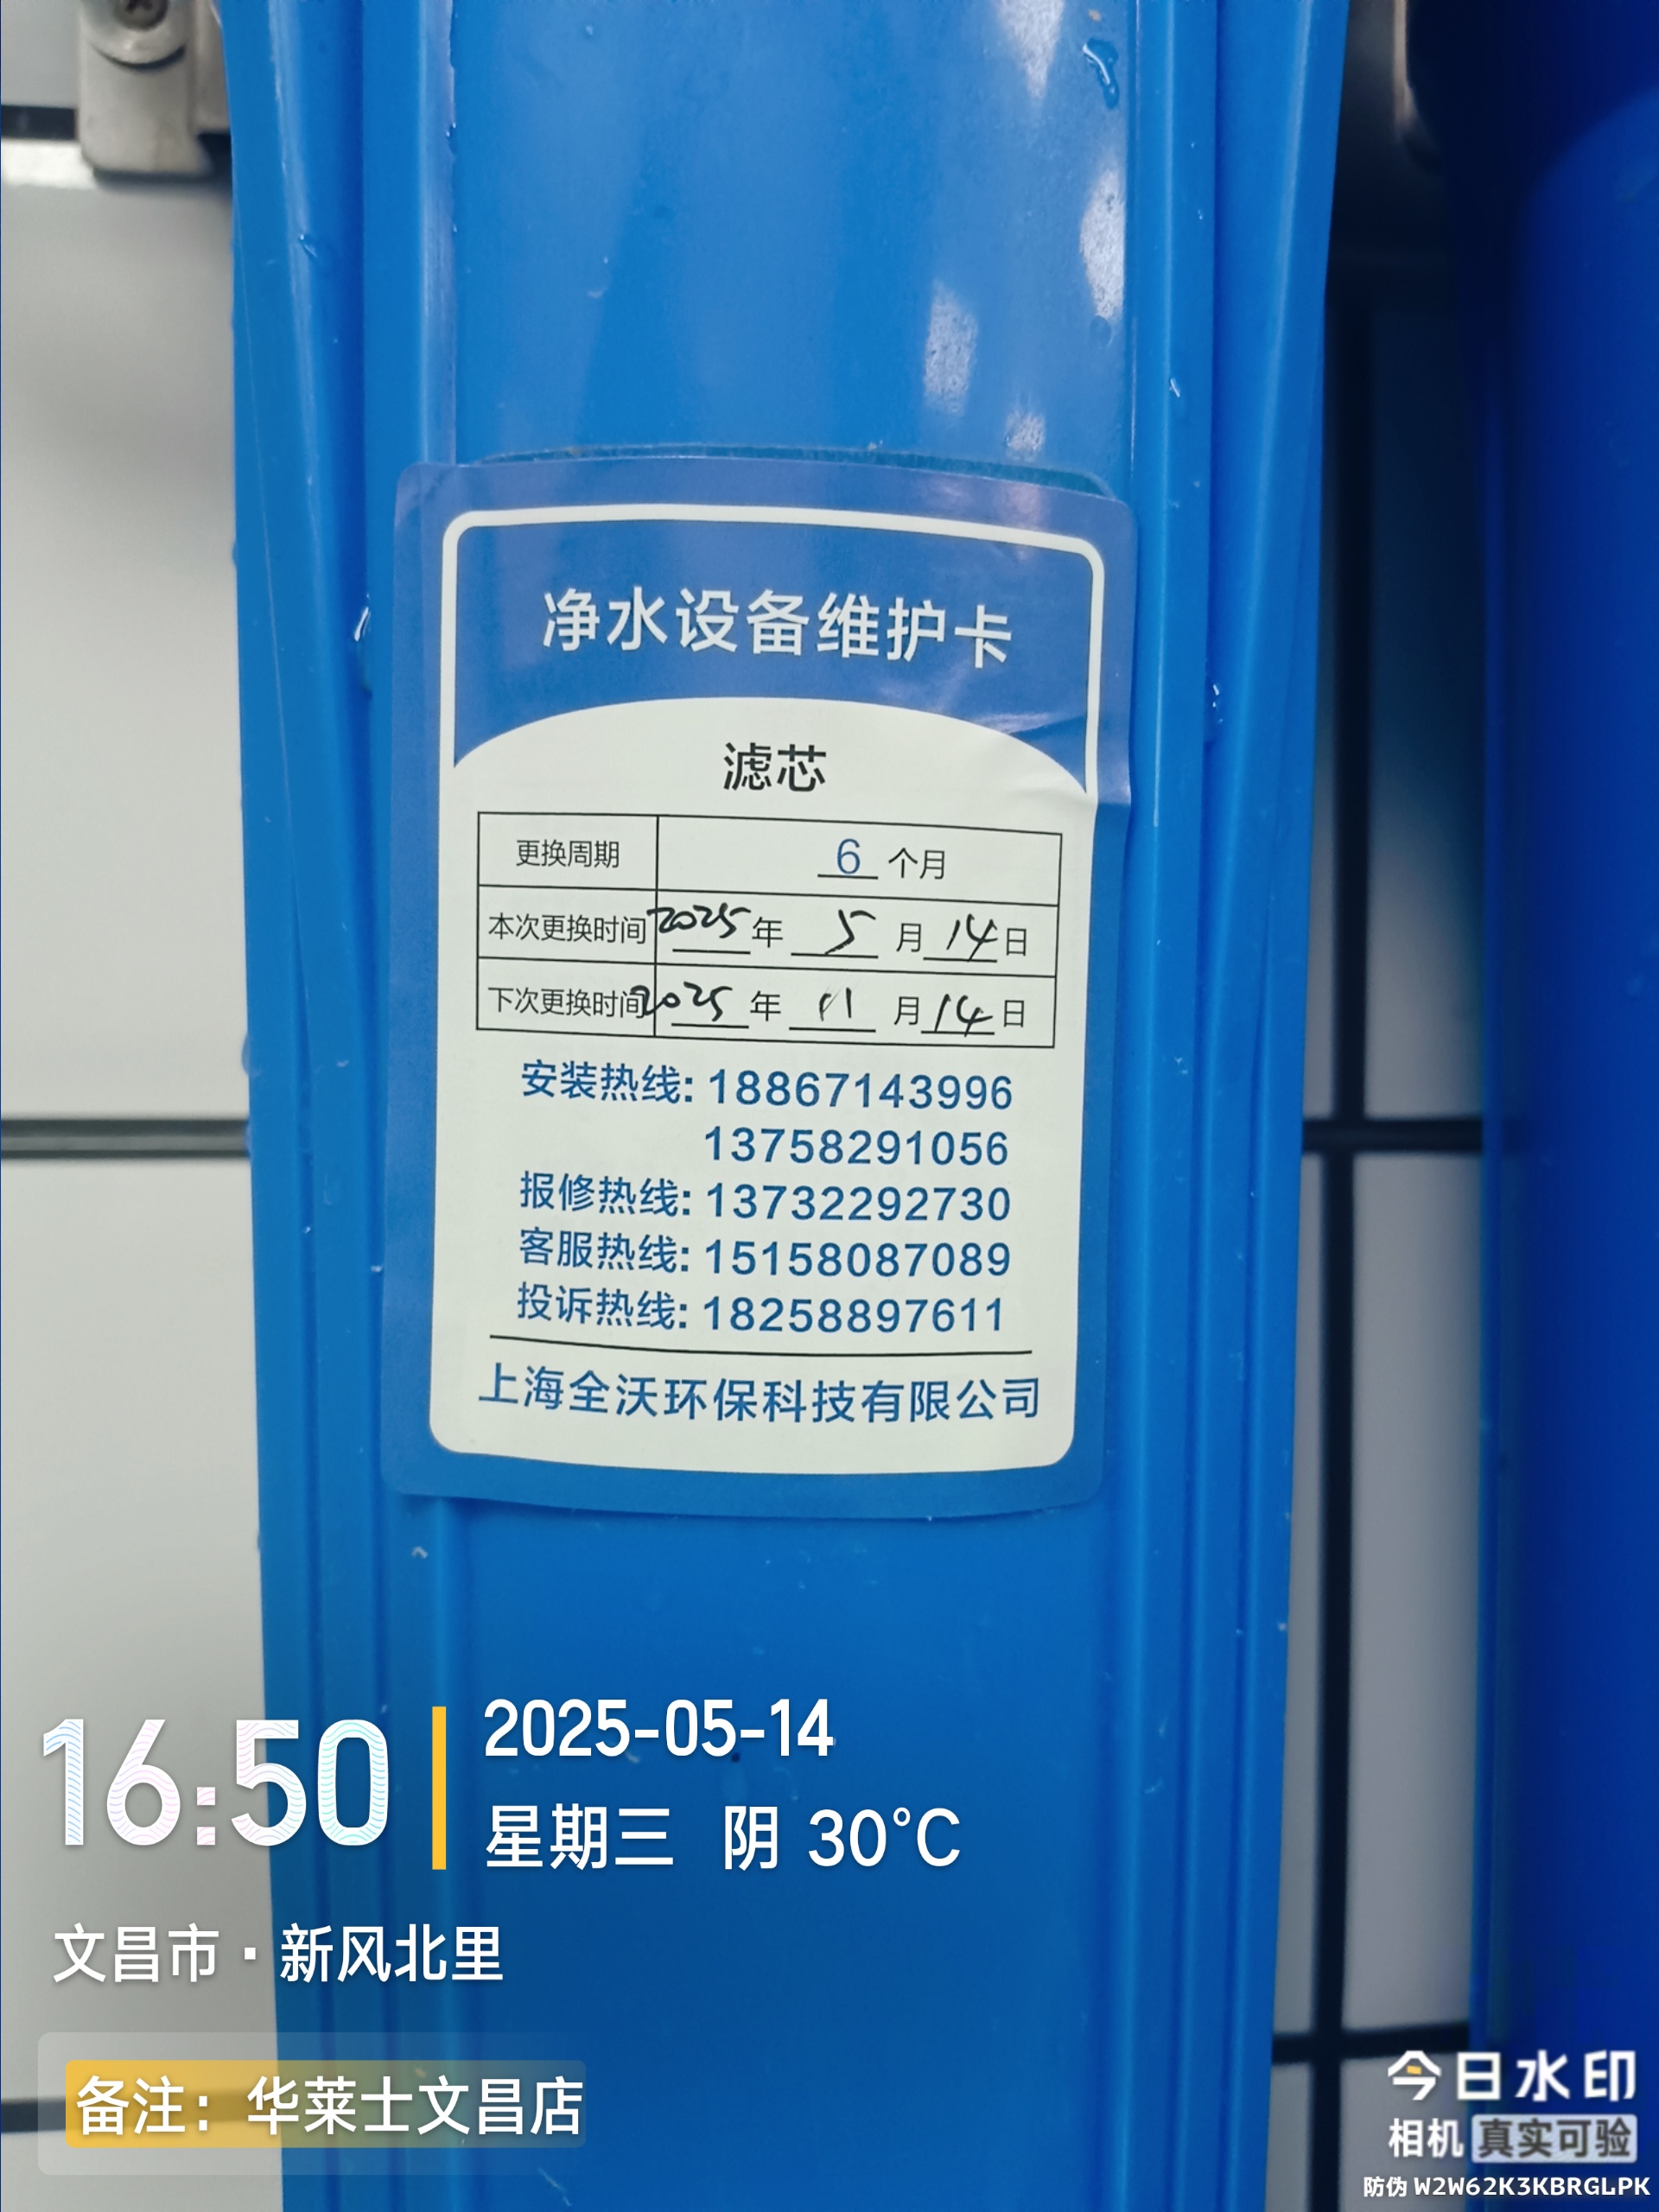 净水设备维护卡
滤芯
更换周期 6 个月
本次更换时间 2025 年 5 月 14 日
下次更换时间 2025 年 11 月 14 日
安装热线: 18867143996
13758291056
报修热线: 13732292730
客服热线: 15158087089
投诉热线: 18258897611
上海全沃环保科技有限公司
16:50
2025-05-14
星期三 阴 30°C
文昌市·新风北里
备注：华莱士文昌店
今日水印
相机 真实可验
防伪 W2W62K3KBRGLPK